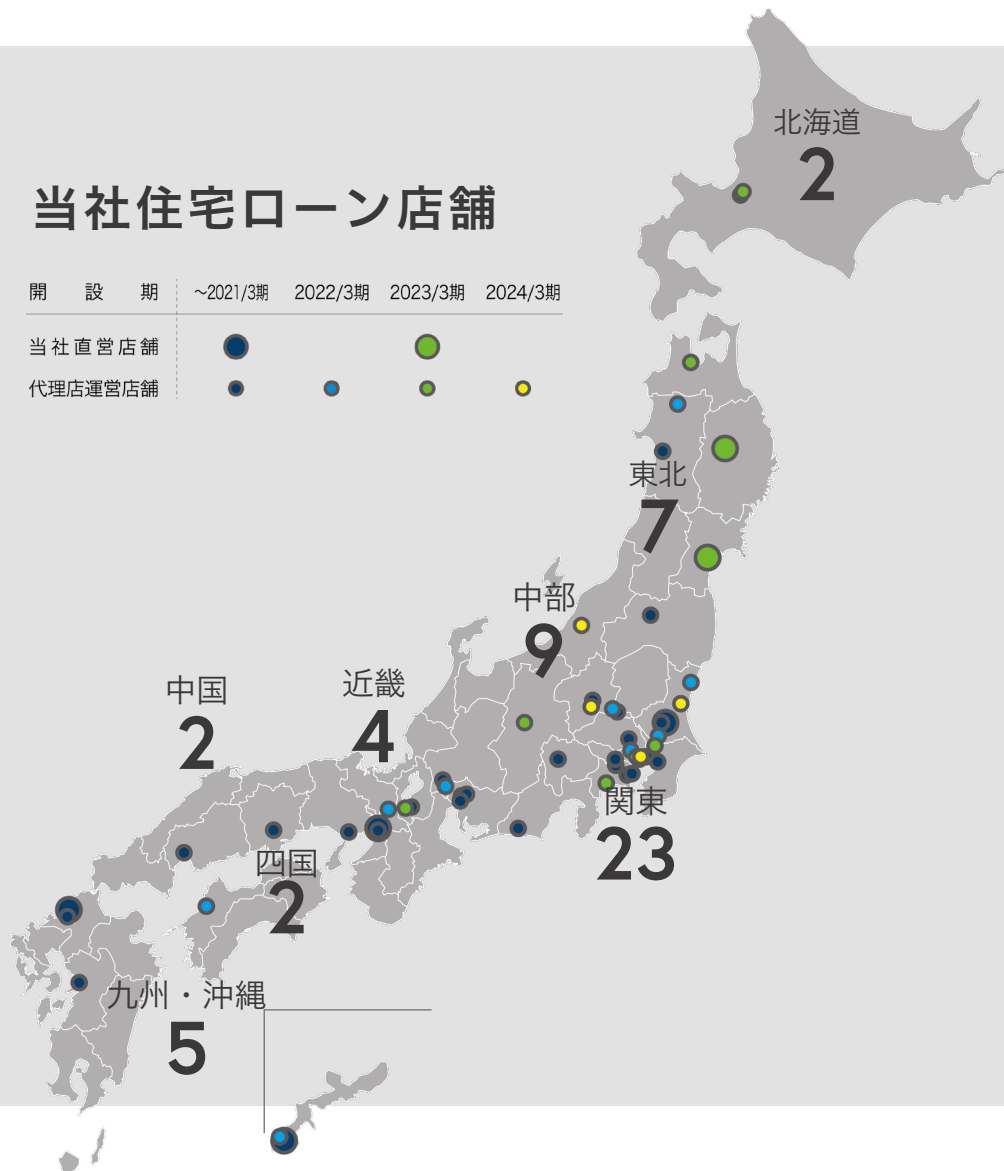 北海道
2
当社住宅ローン店舗
開設期 ～2021/3期 2022/3期 2023/3期 2024/3期
当社直営店舗
代理店運営店舗
東北
7
中部
9
近畿
4
中国
2
関東
23
四国
2
九州・沖縄
5